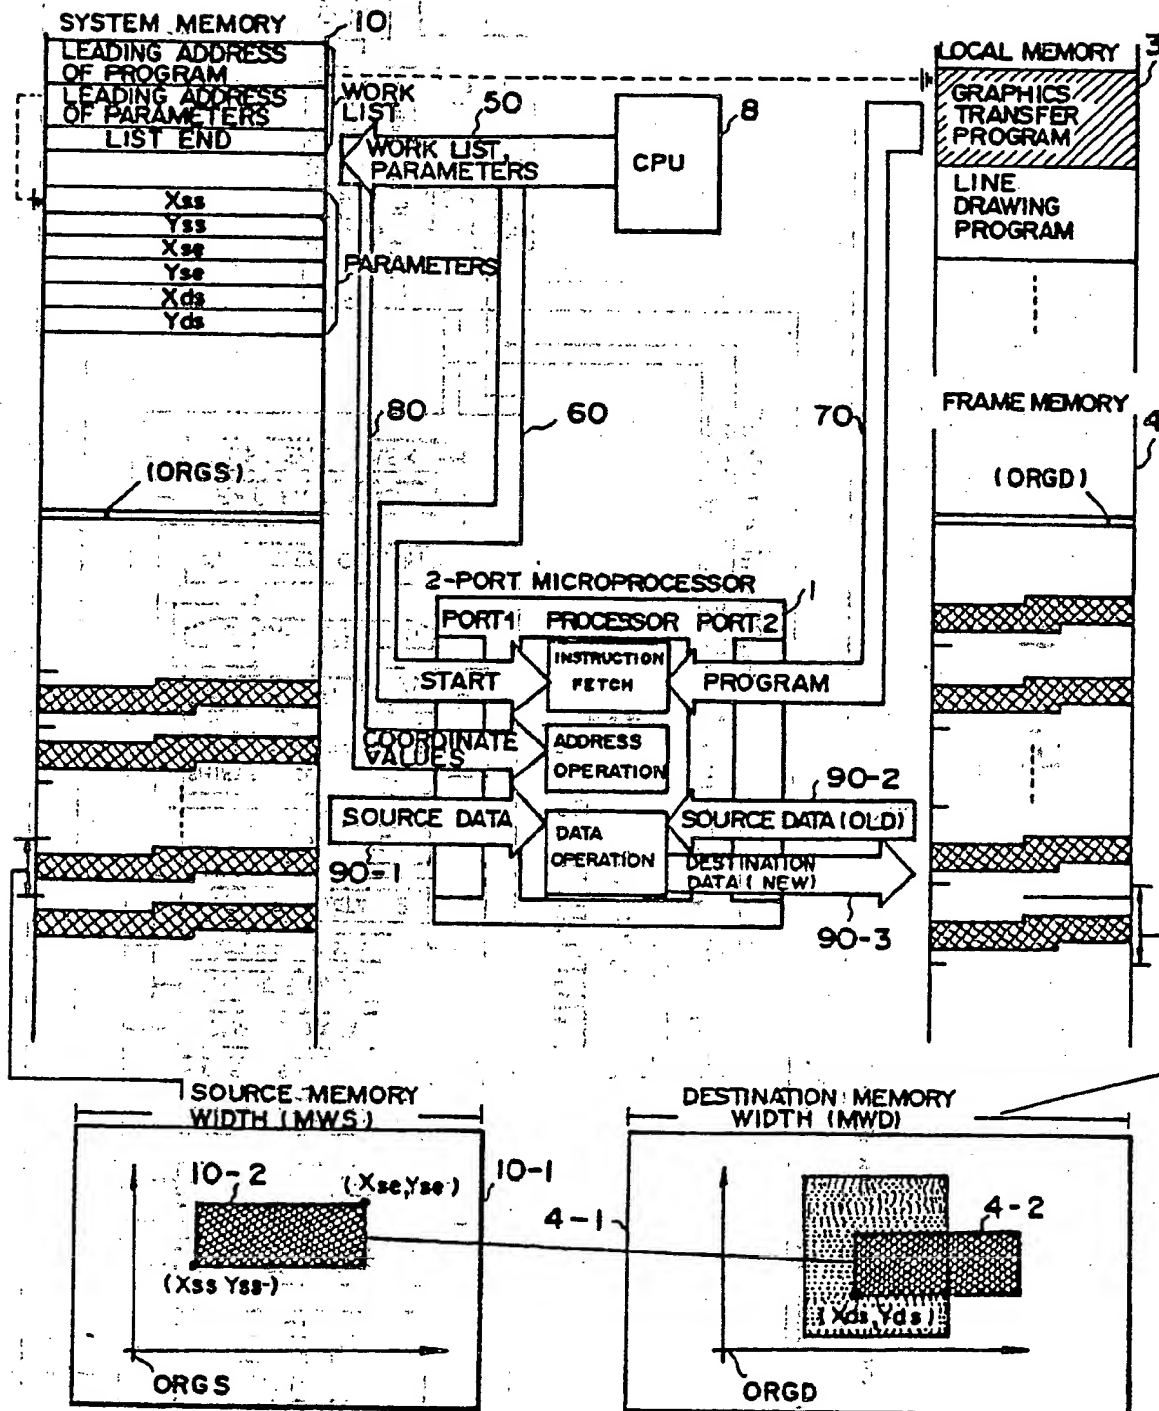 SYSTEM MEMORY
10
LEADING ADDRESS
OF PROGRAM
LEADING ADDRESS
OF PARAMETERS
LIST END
WORK
LIST
Xss
Yss
Xse
Yse
Xds
Yds
PARAMETERS
50
WORK LIST,
PARAMETERS
CPU
8
LOCAL MEMORY
3
GRAPHICS
TRANSFER
PROGRAM
LINE
DRAWING
PROGRAM
80
60
70
FRAME MEMORY
4
(ORGS)
(ORGD)
2-PORT MICROPROCESSOR
1
PORT 1 PROCESSOR PORT 2
START
INSTRUCTION
FETCH
PROGRAM
COORDINATE
VALUES
ADDRESS
OPERATION
90-2
SOURCE DATA
DATA
OPERATION
SOURCE DATA (OLD)
90-1
DESTINATION
DATA (NEW)
90-3
SOURCE MEMORY
WIDTH (MWS)
10-2
(Xse,Yse)
10-1
(Xss Yss)
ORGS
DESTINATION MEMORY
WIDTH (MWD)
4-1
4-2
(Xds,Yds)
ORGD